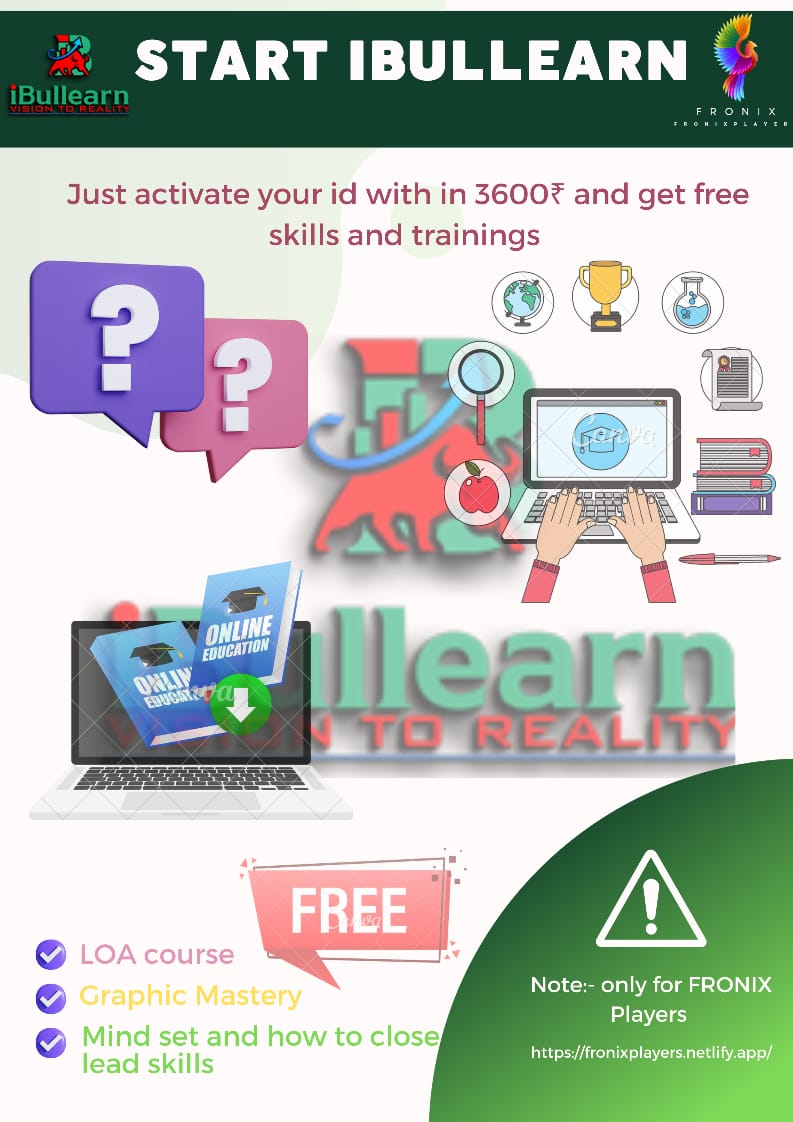 START IBULLEARN
iBullearn
VISION TO REALITY
FRONIX
FRONIXPLAYER
Just activate your id with in 3600₹ and get free
skills and trainings
?
?
Canva
ONLINE
EDUCATION
iBullearn
VISION TO REALITY
FREE
Canva
LOA course
Graphic Mastery
Mind set and how to close
lead skills
Note:- only for FRONIX
Players
https://fronixplayers.netlify.app/